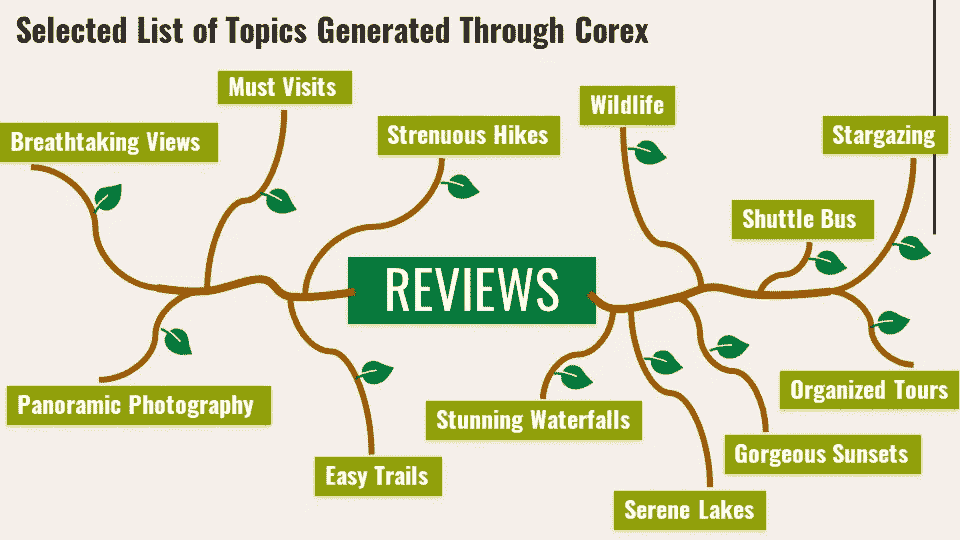 Selected List of Topics Generated Through Corex
Must Visits
Wildlife
Breathtaking Views
Strenuous Hikes
Stargazing
Shuttle Bus
REVIEWS
Panoramic Photography
Organized Tours
Stunning Waterfalls
Gorgeous Sunsets
Easy Trails
Serene Lakes